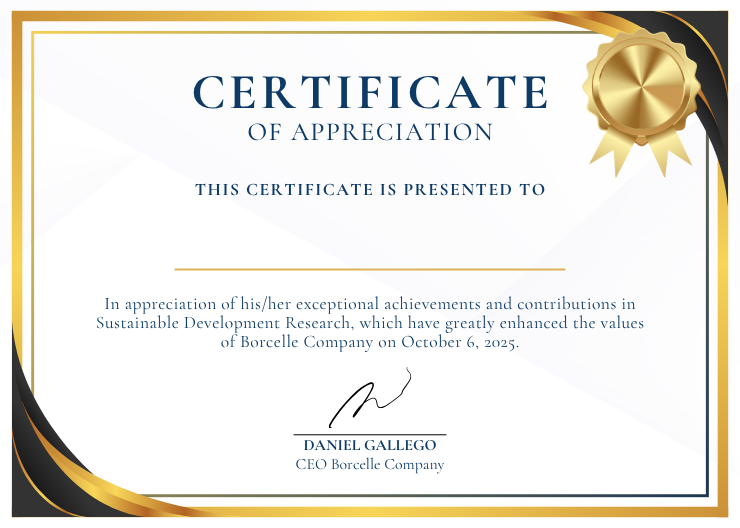 CERTIFICATE
OF APPRECIATION
THIS CERTIFICATE IS PRESENTED TO
In appreciation of his/her exceptional achievements and contributions in
Sustainable Development Research, which have greatly enhanced the values
of Borcelle Company on October 6, 2025.
DANIEL GALLEGO
CEO Borcelle Company